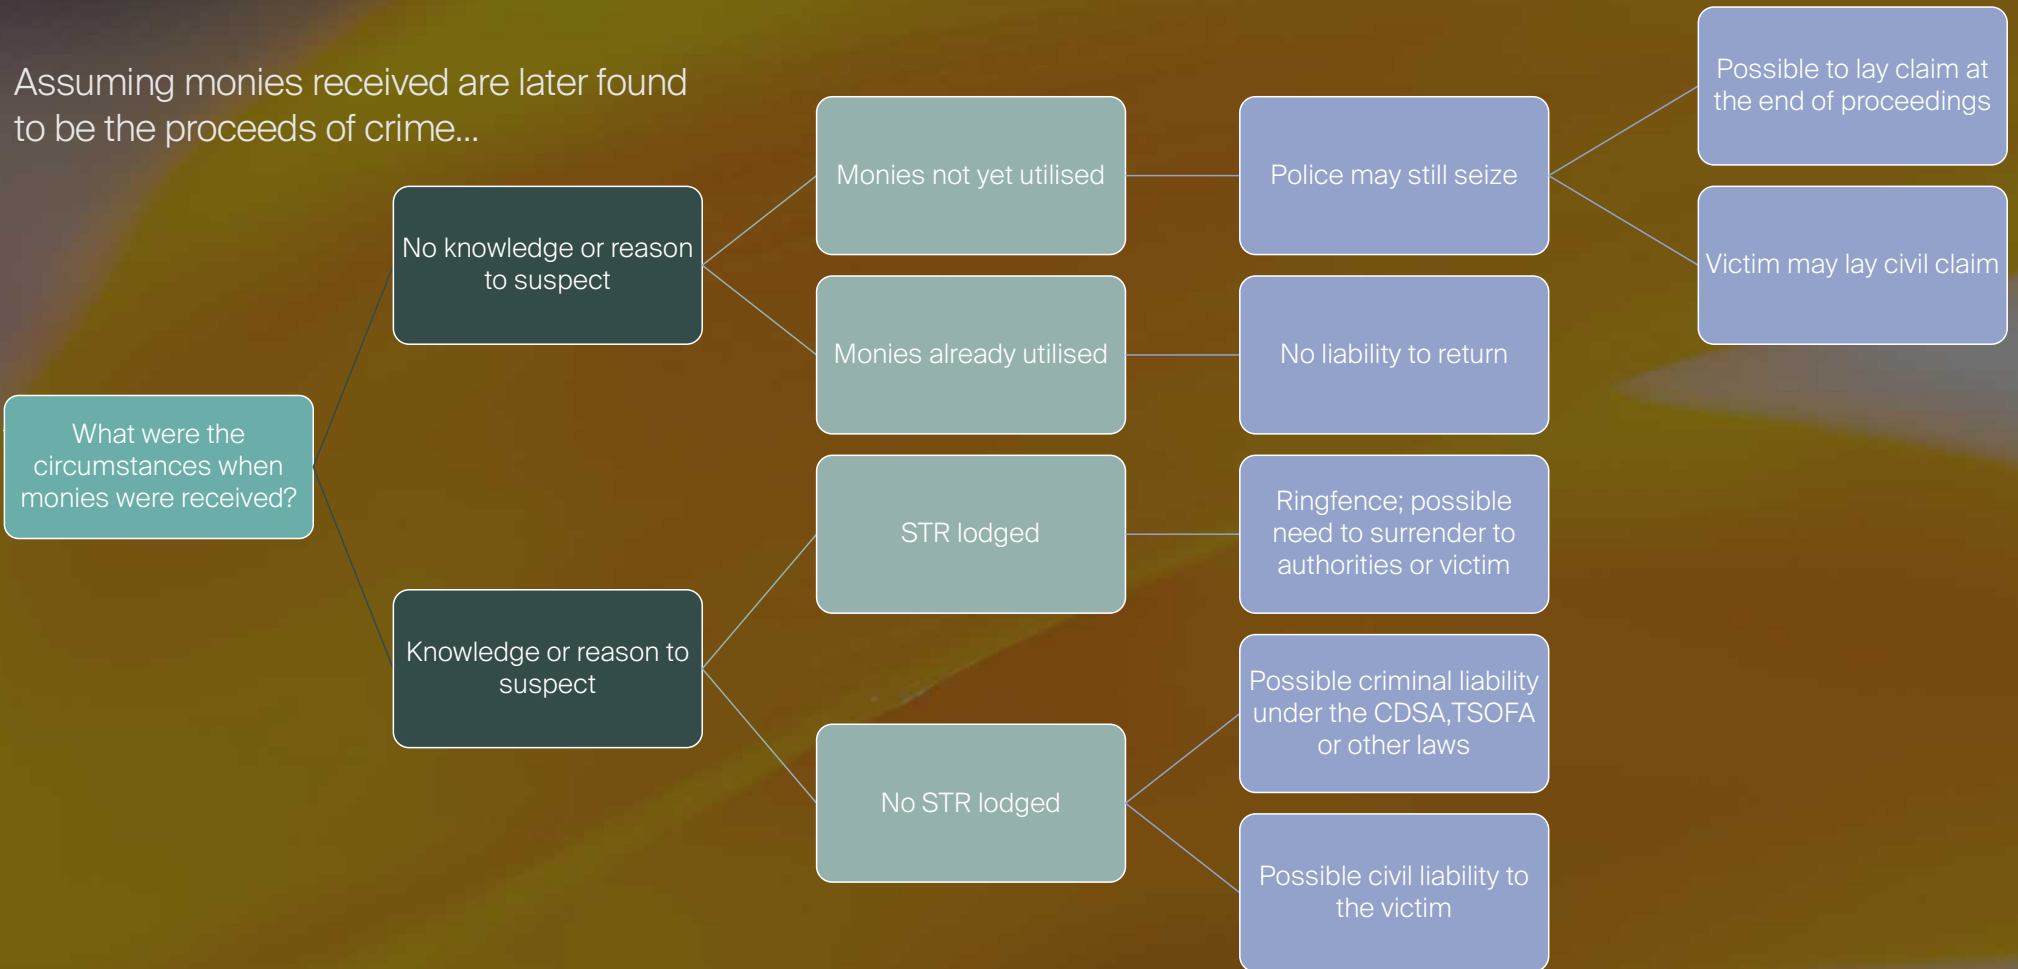 Assuming monies received are later found
to be the proceeds of crime...
What were the
circumstances when
monies were received?
No knowledge or reason
to suspect
Monies not yet utilised
Police may still seize
Possible to lay claim at
the end of proceedings
Victim may lay civil claim
Monies already utilised
No liability to return
Knowledge or reason to
suspect
STR lodged
Ringfence; possible
need to surrender to
authorities or victim
No STR lodged
Possible criminal liability
under the CDSA,TSOFA
or other laws
Possible civil liability to
the victim